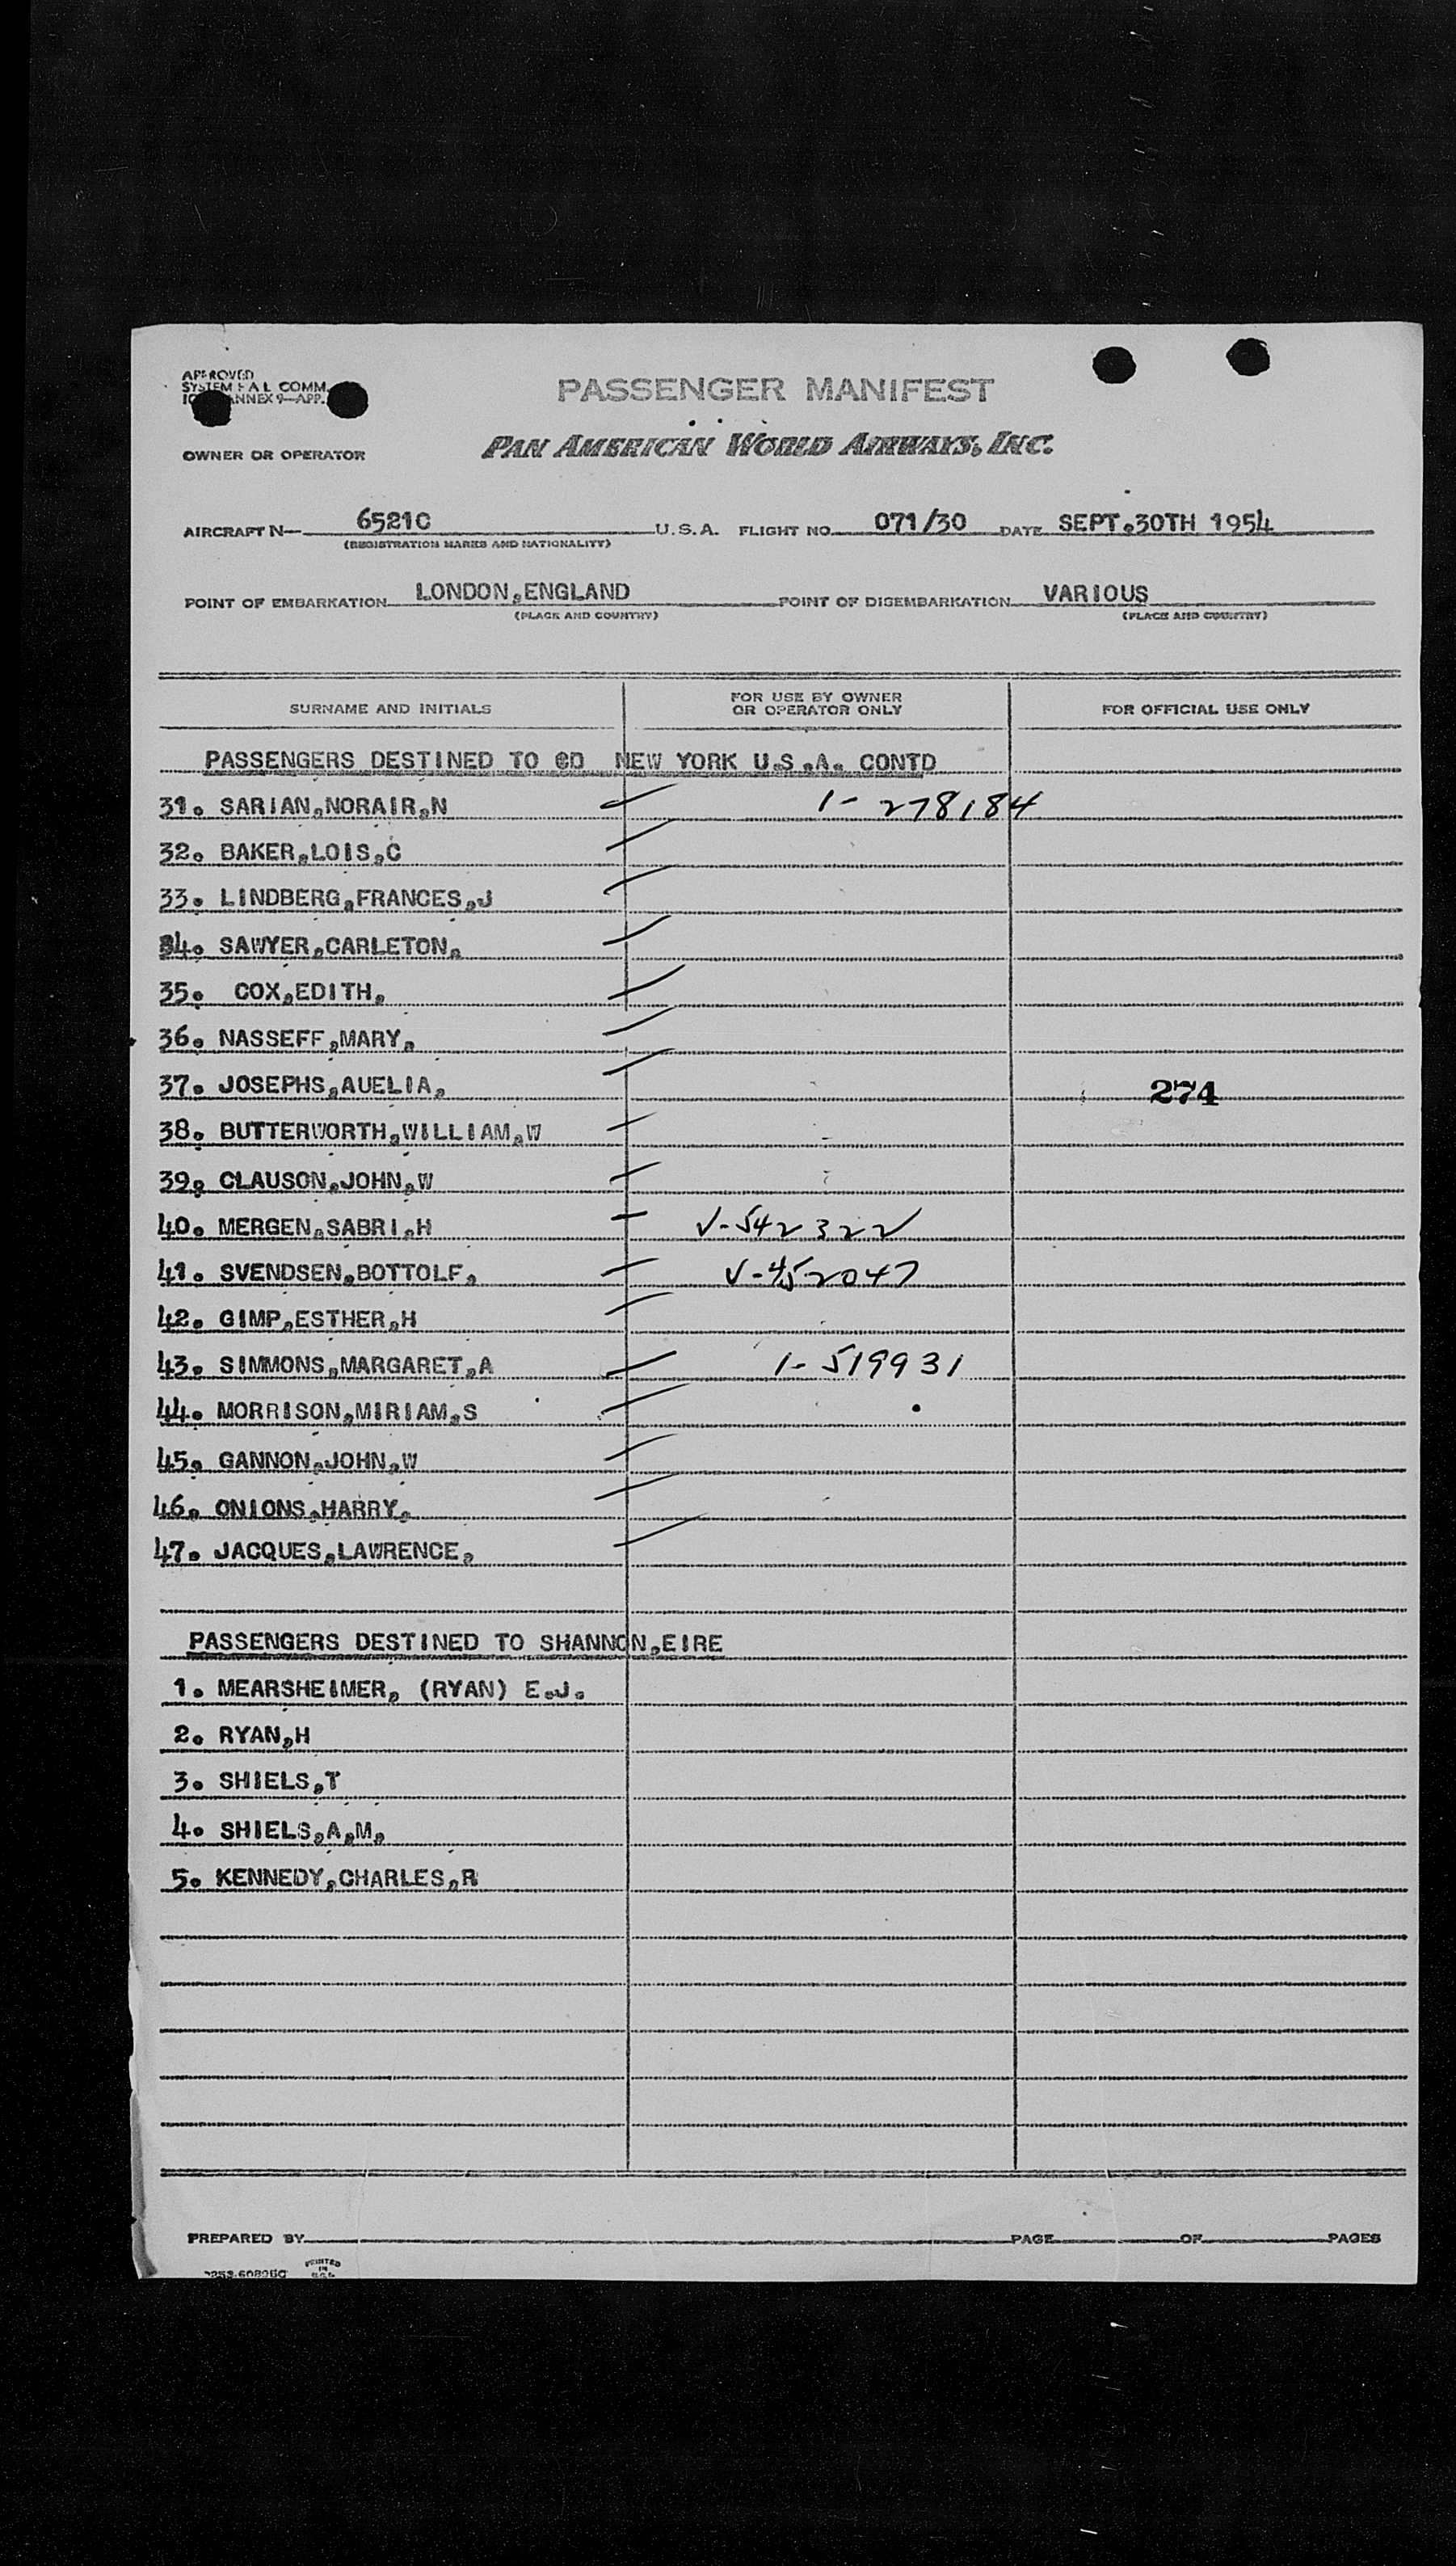 APPROVED
SYSTEM F A L COMM.
ANNEX 9—APP.
PASSENGER MANIFEST
OWNER OR OPERATOR PAN AMERICAN WORLD AIRWAYS, INC.
AIRCRAFT N— 6521C U.S.A. FLIGHT NO. 071/30 DATE SEPT.30TH 1954
(REGISTRATION MARKS AND NATIONALITY)
POINT OF EMBARKATION LONDON,ENGLAND POINT OF DISEMBARKATION VARIOUS
(PLACE AND COUNTRY) (PLACE AND COUNTRY)
SURNAME AND INITIALS FOR USE BY OWNER OR OPERATOR ONLY FOR OFFICIAL USE ONLY
PASSENGERS DESTINED TO NEW YORK U.S.A. CONTD
31. SARIAN,NORAIR,N 1-278184
32. BAKER,LOIS,C
33. LINDBERG,FRANCES,J
34. SAWYER,CARLETON,
35. COX,EDITH,
36. NASSEFF,MARY,
37. JOSEPHS,AUELIA, 274
38. BUTTERWORTH,WILLIAM,W
39. CLAUSON,JOHN,W
40. MERGEN,SABRI,H V-542322
41. SVENDSEN,BOTTOLF, V-452047
42. GIMP,ESTHER,H
43. SIMMONS,MARGARET,A 1-519931
44. MORRISON,MIRIAM,S
45. GANNON,JOHN,W
46. ONIONS,HARRY,
47. JACQUES,LAWRENCE,
PASSENGERS DESTINED TO SHANNON,EIRE
1. MEARSHEIMER, (RYAN) E.J.
2. RYAN,H
3. SHIELS,T
4. SHIELS,A,M,
5. KENNEDY,CHARLES,R
PREPARED BY PAGE OF PAGES
PRINTED
IN